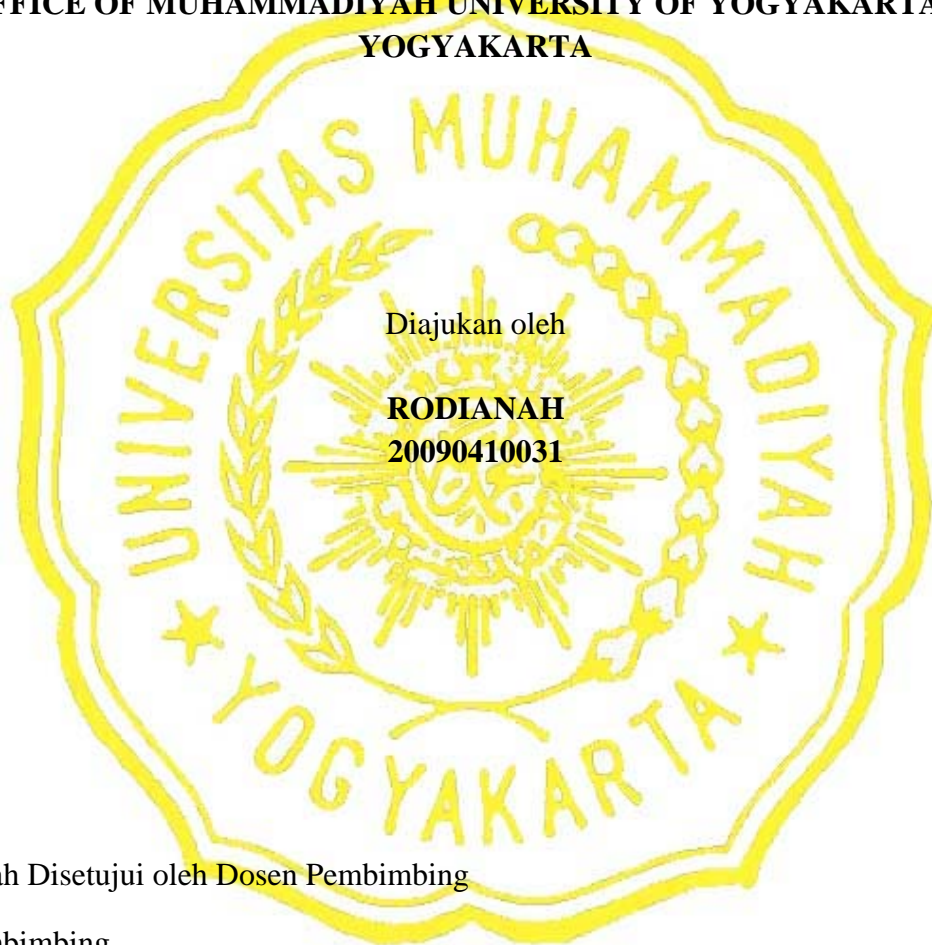 OFFICE OF MUHAMMADIYAH UNIVERSITY OF YOGYAKARTA
YOGYAKARTA
UNIVERSITAS MUHAMMADIYAH
Diajukan oleh
RODIANAH
20090410031
★ YOGYAKARTA ★
Disetujui oleh Dosen Pembimbing